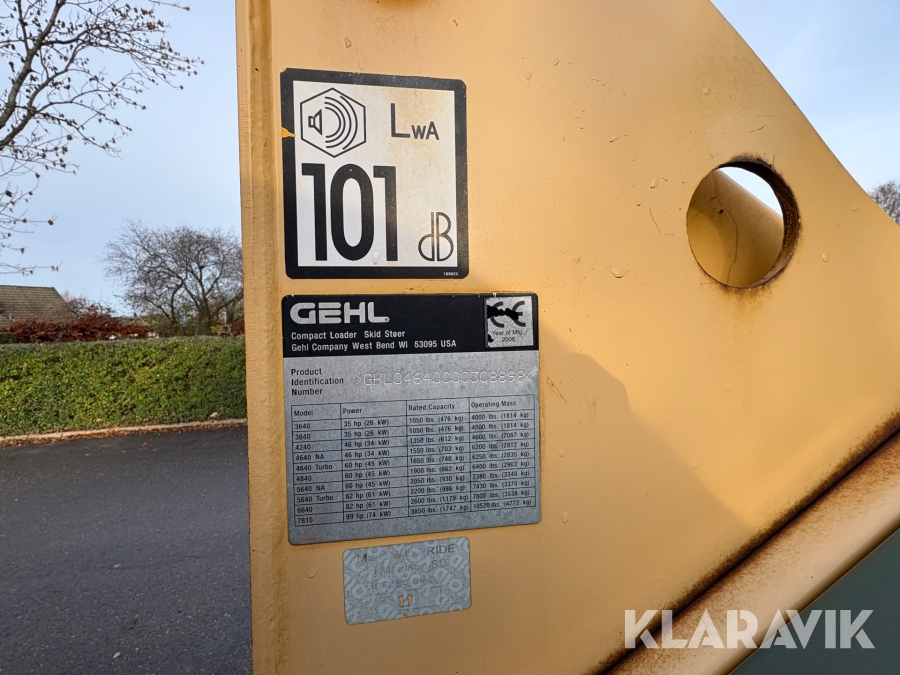 LWA
101
dB
189823
GEHL
CE
Compact Loader Skid Steer
Gehl Company West Bend WI 53095 USA
Year of Mfg.
2006
Product
Identification
Number
Model Power Rated Capacity Operating Mass
3640 35 hp (26 kW) 1050 lbs. (476 kg) 4000 lbs. (1814 kg)
3840 35 hp (26 kW) 1050 lbs. (476 kg) 4000 lbs. (1814 kg)
4240 46 hp (34 kW) 1350 lbs. (612 kg) 4600 lbs. (2087 kg)
4640 NA 46 hp (34 kW) 1550 lbs. (703 kg) 6200 lbs. (2812 kg)
4640 Turbo 60 hp (45 kW) 1650 lbs. (748 kg) 6250 lbs. (2835 kg)
4840 60 hp (45 kW) 1900 lbs. (862 kg) 6400 lbs. (2903 kg)
5640 NA 60 hp (45 kW) 2050 lbs. (930 kg) 7380 lbs. (3348 kg)
5640 Turbo 82 hp (61 kW) 2200 lbs. (998 kg) 7430 lbs. (3370 kg)
6640 82 hp (61 kW) 2600 lbs. (1179 kg) 7800 lbs. (3538 kg)
7810 99 hp (74 kW) 3850 lbs. (1747 kg) 10520 lbs. (4772 kg)
RIDE
11
KLARAVIK